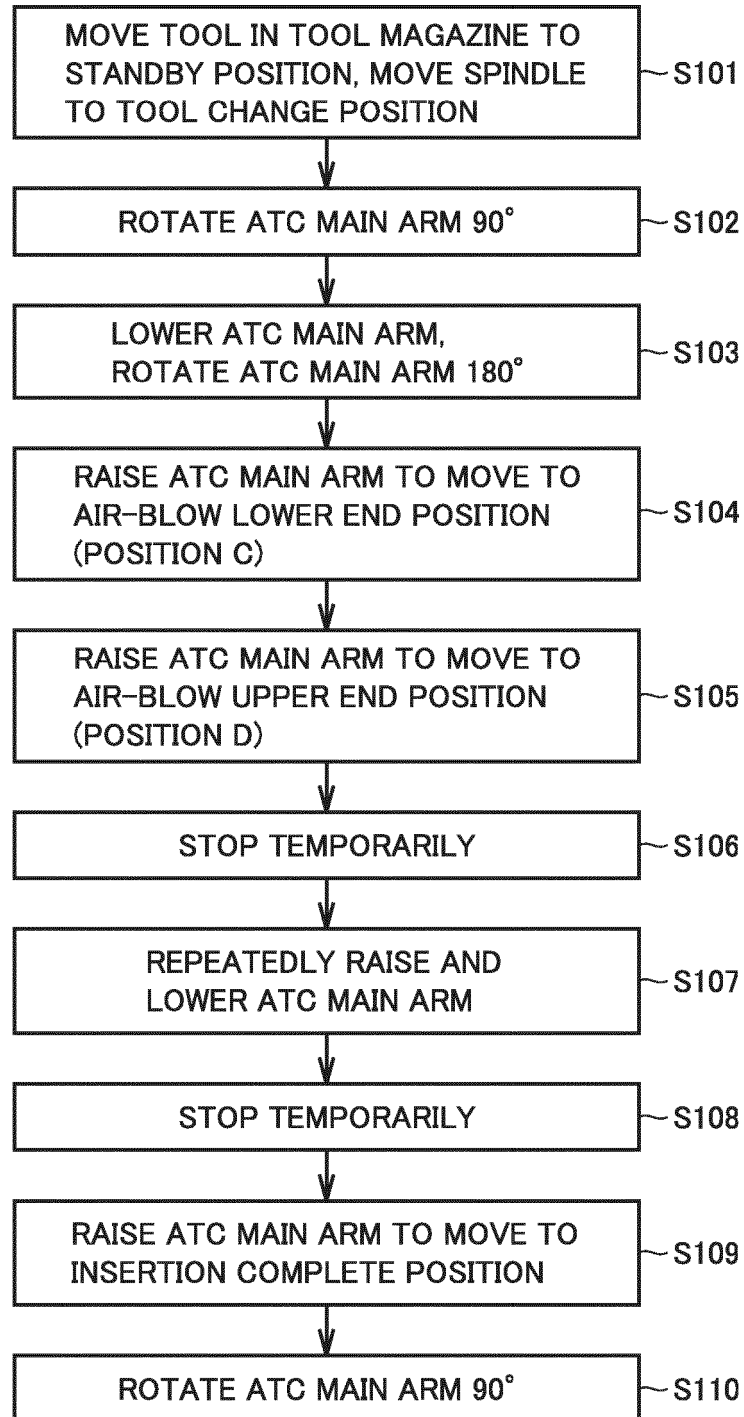 MOVE TOOL IN TOOL MAGAZINE TO
STANDBY POSITION, MOVE SPINDLE
TO TOOL CHANGE POSITION
S101
ROTATE ATC MAIN ARM 90°
S102
LOWER ATC MAIN ARM,
ROTATE ATC MAIN ARM 180°
S103
RAISE ATC MAIN ARM TO MOVE TO
AIR-BLOW LOWER END POSITION
(POSITION C)
S104
RAISE ATC MAIN ARM TO MOVE TO
AIR-BLOW UPPER END POSITION
(POSITION D)
S105
STOP TEMPORARILY
S106
REPEATEDLY RAISE AND
LOWER ATC MAIN ARM
S107
STOP TEMPORARILY
S108
RAISE ATC MAIN ARM TO MOVE TO
INSERTION COMPLETE POSITION
S109
ROTATE ATC MAIN ARM 90°
S110